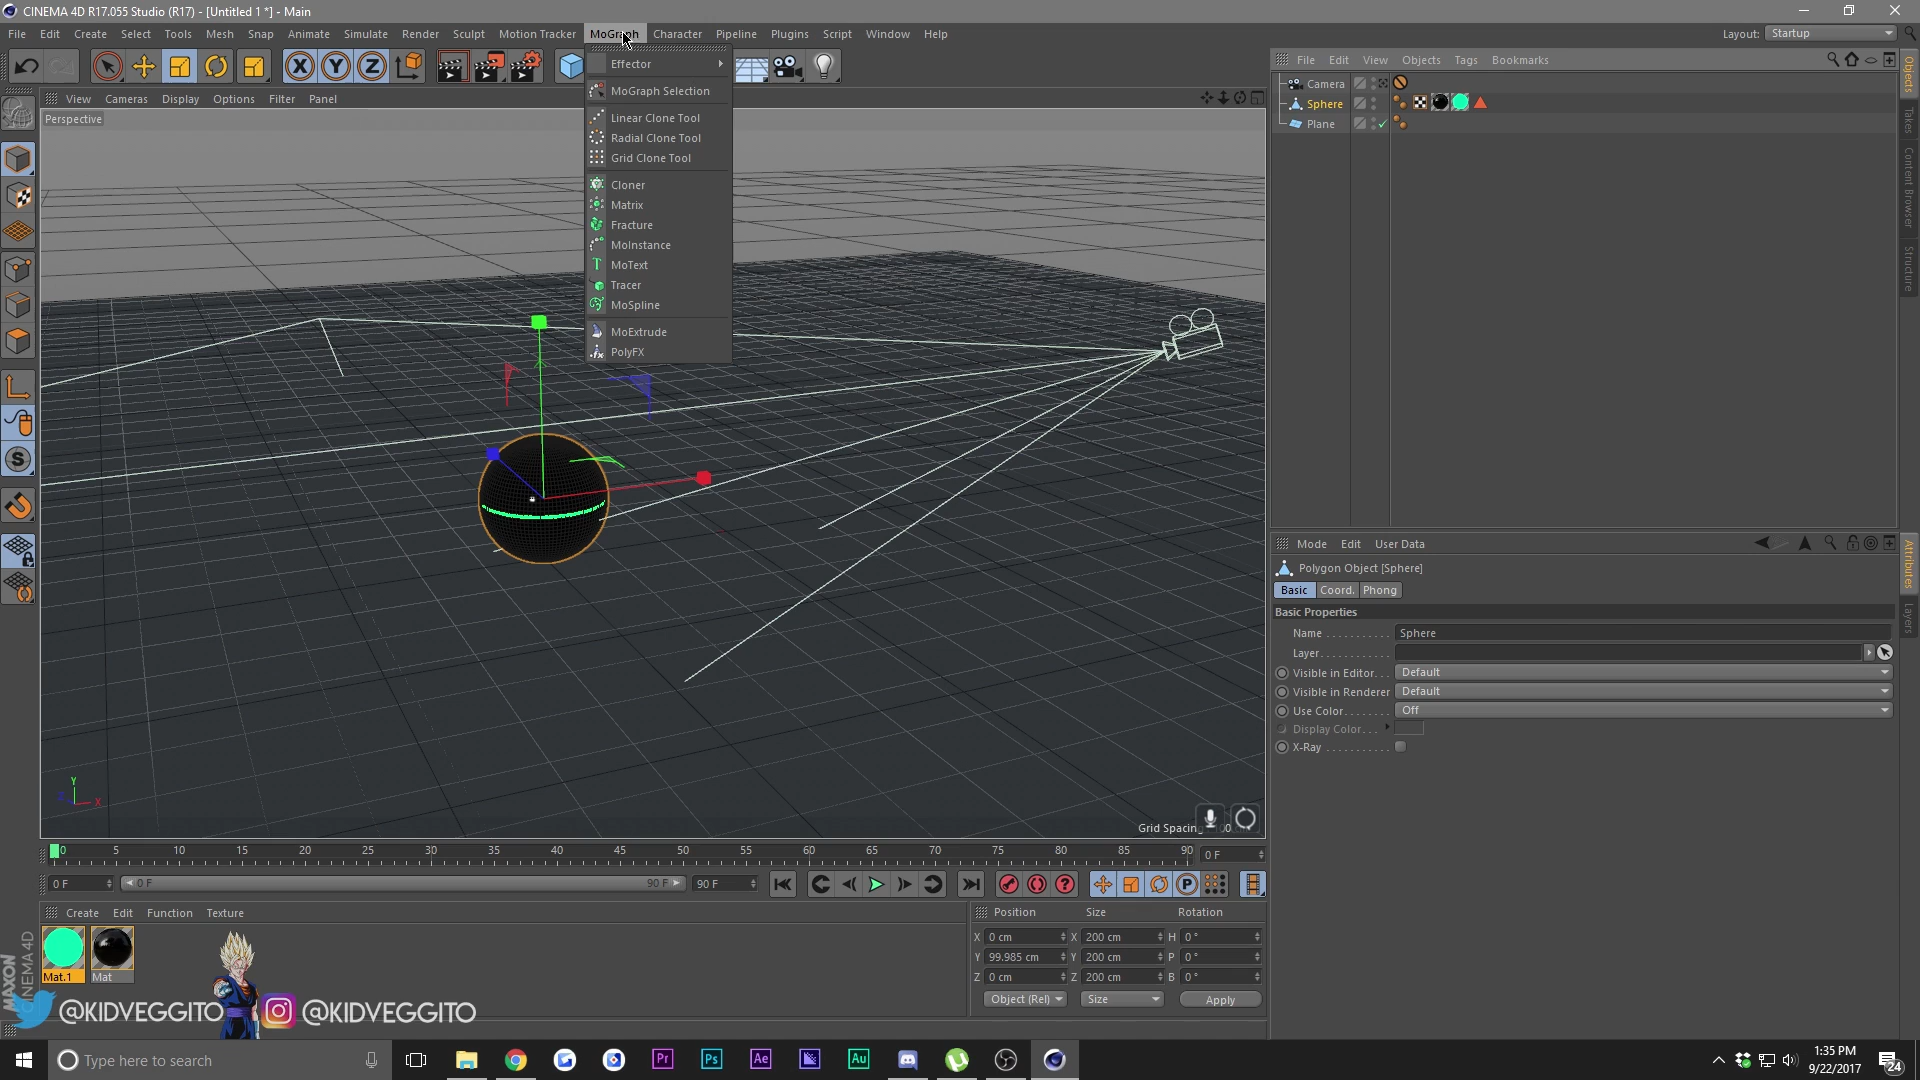 CINEMA 4D R17.055 Studio (R17) - [Untitled 1 *] - Main
File Edit Create Select Tools Mesh Snap Animate Simulate Render Sculpt Motion Tracker MoGraph Character Pipeline Plugins Script Window Help Layout: Startup
X Y Z
Effector
MoGraph Selection
Linear Clone Tool
Radial Clone Tool
Grid Clone Tool
Cloner
Matrix
Fracture
MoInstance
MoText
Tracer
MoSpline
MoExtrude
PolyFX
View Cameras Display Options Filter Panel
Perspective
Grid Spacing
File Edit View Objects Tags Bookmarks
Camera
Sphere
Plane
Objects
Takes
Content Browser
Structure
Mode Edit User Data
Polygon Object [Sphere]
Basic Coord. Phong
Basic Properties
Name . . . . . . . . . . . Sphere
Layer . . . . . . . . . . . .
Visible in Editor . . . Default
Visible in Renderer Default
Use Color . . . . . . . . Off
Display Color . . .
X-Ray . . . . . . . . . . .
Attributes
Layers
Y
X
Z
0 5 10 15 20 25 30 35 40 45 50 55 60 65 70 75 80 85 90 0 F
0 F 0 F 90 F 90 F
Create Edit Function Texture
Mat.1 Mat
Position Size Rotation
X 0 cm X 200 cm H 0 °
Y 99.985 cm Y 200 cm P 0 °
Z 0 cm Z 200 cm B 0 °
Object (Rel) Size Apply
MAXON
CINEMA 4D
@KIDVEGGITO @KIDVEGGITO
Type here to search
Pr Ps Ae Au
1:35 PM
9/22/2017
24